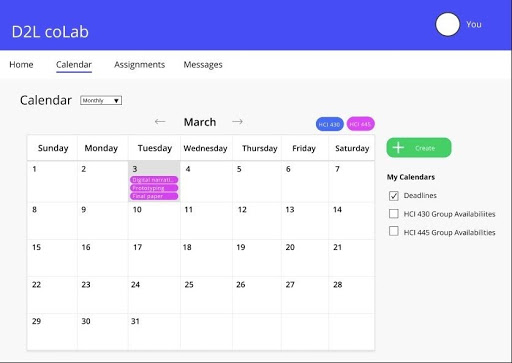 D2L coLab
You
Home Calendar Assignments Messages
Calendar Monthly
March
HCI 430 HCI 445
Sunday Monday Tuesday Wednesday Thursday Friday Saturday
1 2 3 4 5 6 7
Digital narrati...
Prototyping
Final paper
8 9 10 11 12 13 14
15 16 17 18 19 20 21
22 23 24 25 26 27 28
29 30 31
Create
My Calendars
Deadlines
HCI 430 Group Availabiliites
HCI 445 Group Availabilities